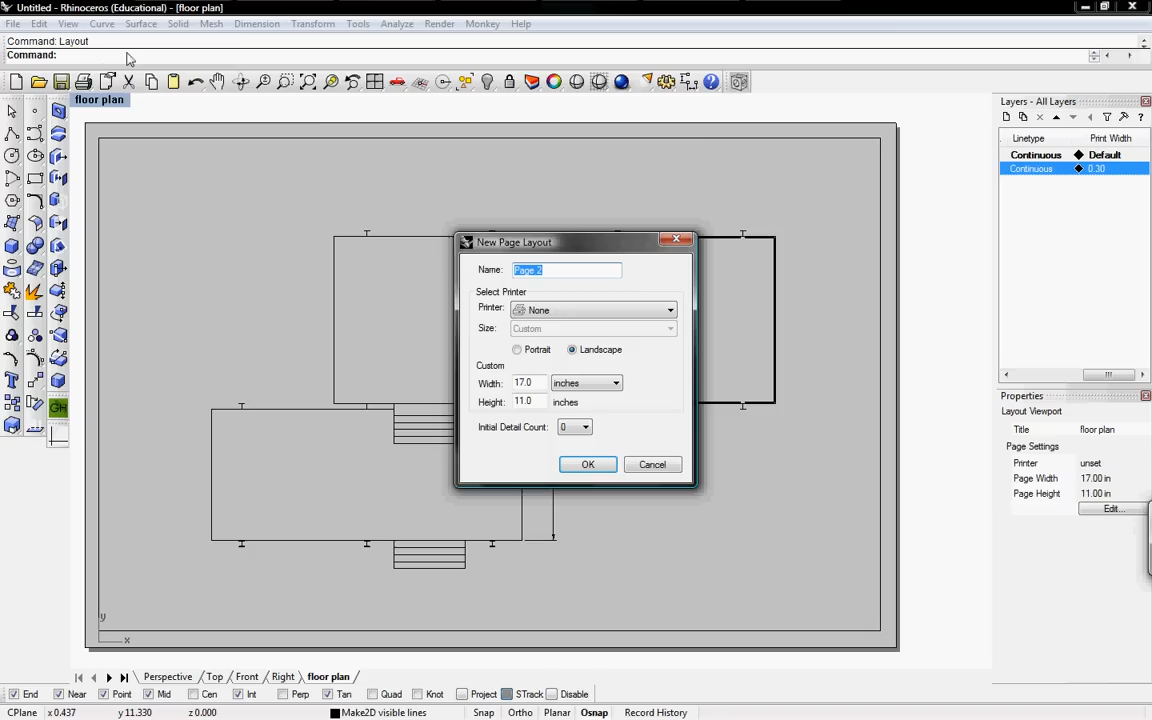 Untitled - Rhinoceros (Educational) - [floor plan]
File Edit View Curve Surface Solid Mesh Dimension Transform Tools Analyze Render Monkey Help
Command: Layout
Command:
floor plan
Layers - All Layers
Linetype Print Width
Continuous Default
Continuous 0.30
New Page Layout
Name: Page 2
Select Printer
Printer: None
Size: Custom
Portrait Landscape
Custom
Width: 17.0 inches
Height: 11.0 inches
Initial Detail Count: 0
OK Cancel
GH
Properties
Layout Viewport
Title floor plan
Page Settings
Printer unset
Page Width 17.00 in
Page Height 11.00 in
Edit...
y
x
Perspective Top Front Right floor plan
End Near Point Mid Cen Int Perp Tan Quad Knot Project STrack Disable
CPlane x 0.437 y 11.330 z 0.000 Make2D visible lines Snap Ortho Planar Osnap Record History